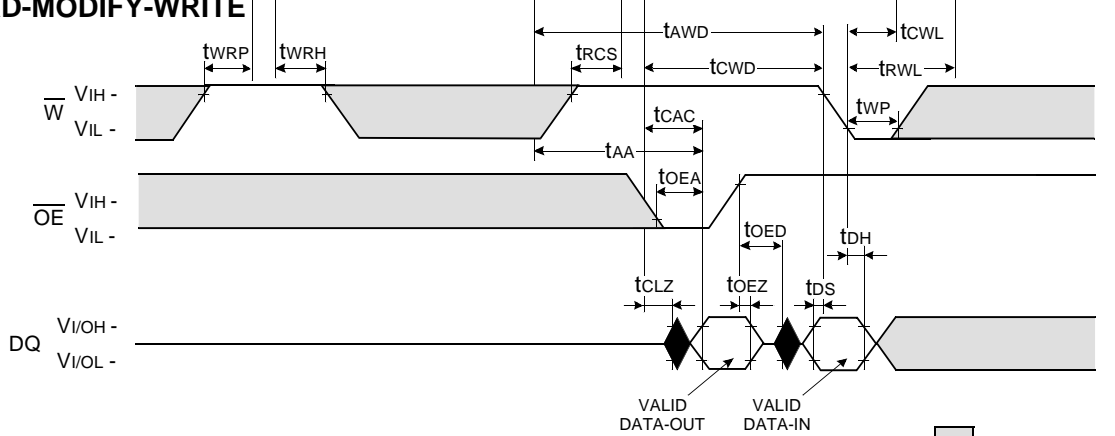 D-MODIFY-WRITE
tAWD
tCWL
tWRP
tWRH
tRCS
tCWD
tRWL
W
VIH -
VIL -
tWP
tCAC
tAA
tOEA
OE
VIH -
VIL -
tOED
tDH
tCLZ
tOEZ
tDS
DQ
VI/OH -
VI/OL -
VALID
DATA-OUT
VALID
DATA-IN